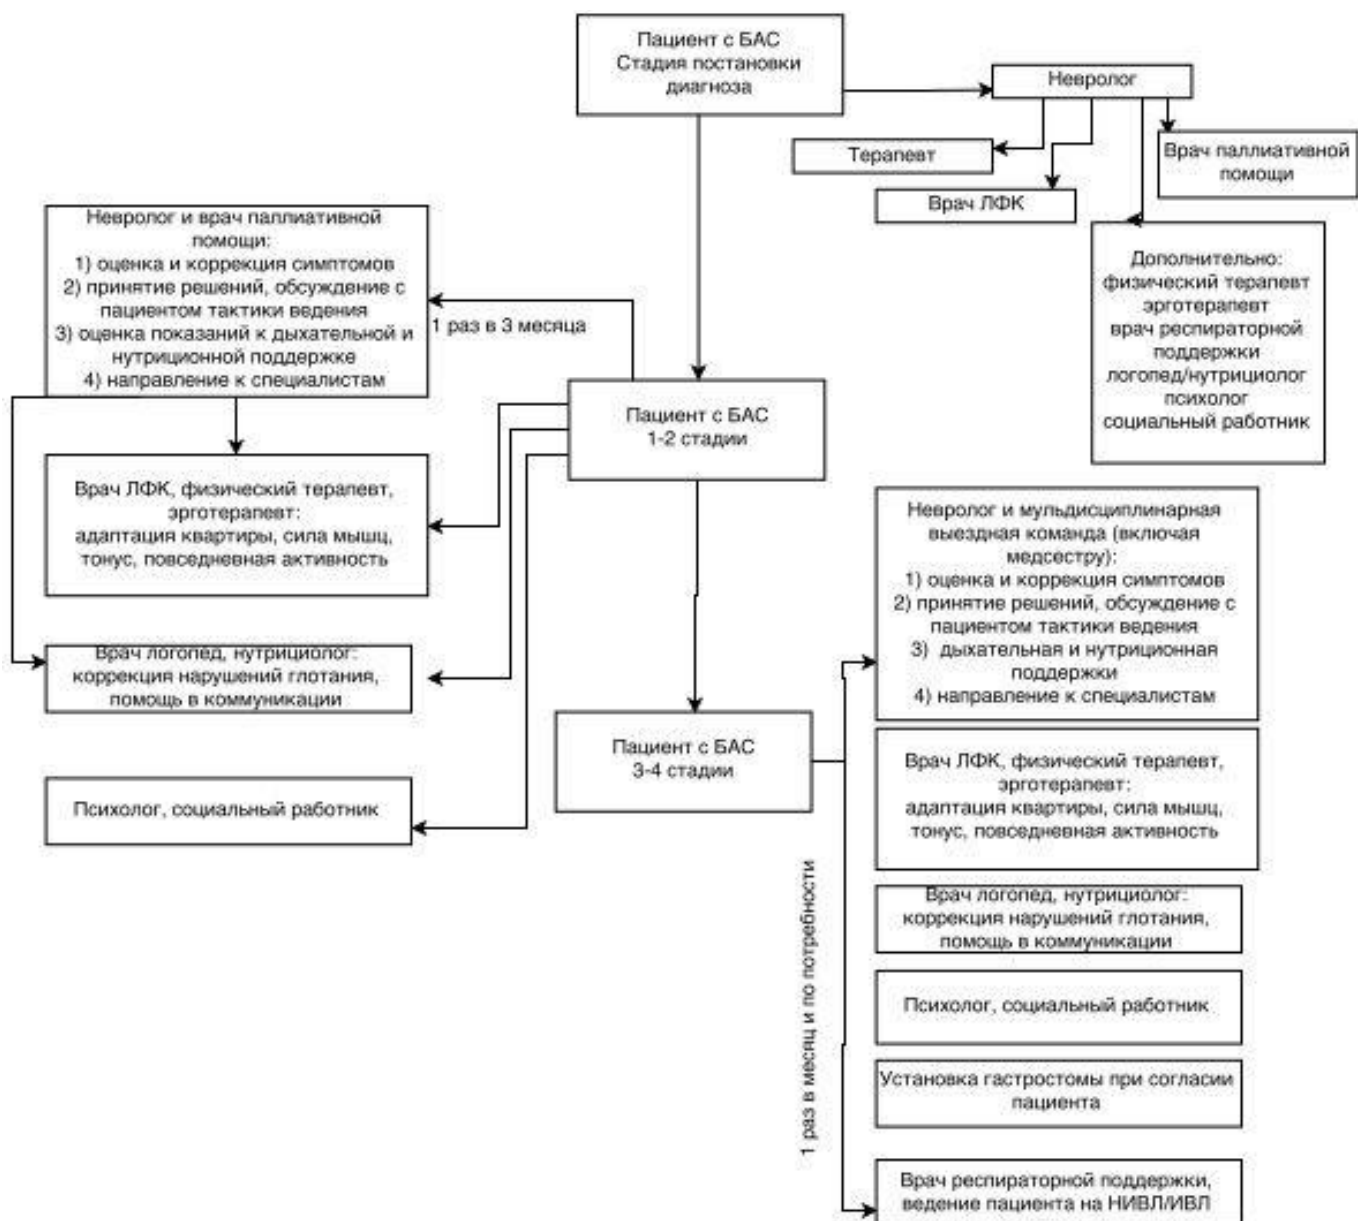 Пациент с БАС
Стадия постановки
диагноза
Невролог
Терапевт
Врач ЛФК
Врач паллиативной
помощи
Дополнительно:
физический терапевт
эрготерапевт
врач респираторной
поддержки
логопед/нутрициолог
психолог
социальный работник
Невролог и врач паллиативной
помощи:
1) оценка и коррекция симптомов
2) принятие решений, обсуждение с
пациентом тактики ведения
3) оценка показаний к дыхательной и
нутриционной поддержке
4) направление к специалистам
1 раз в 3 месяца
Пациент с БАС
1-2 стадии
Врач ЛФК, физический терапевт,
эрготерапевт:
адаптация квартиры, сила мышц,
тонус, повседневная активность
Врач логопед, нутрициолог:
коррекция нарушений глотания,
помощь в коммуникации
Психолог, социальный работник
Пациент с БАС
3-4 стадии
1 раз в месяц и по потребности
Невролог и мульдисциплинарная
выездная команда (включая
медсестру):
1) оценка и коррекция симптомов
2) принятие решений, обсуждение с
пациентом тактики ведения
3) дыхательная и нутриционная
поддержки
4) направление к специалистам
Врач ЛФК, физический терапевт,
эрготерапевт:
адаптация квартиры, сила мышц,
тонус, повседневная активность
Врач логопед, нутрициолог:
коррекция нарушений глотания,
помощь в коммуникации
Психолог, социальный работник
Установка гастростомы при согласии
пациента
Врач респираторной поддержки,
ведение пациента на НИВЛ/ИВЛ